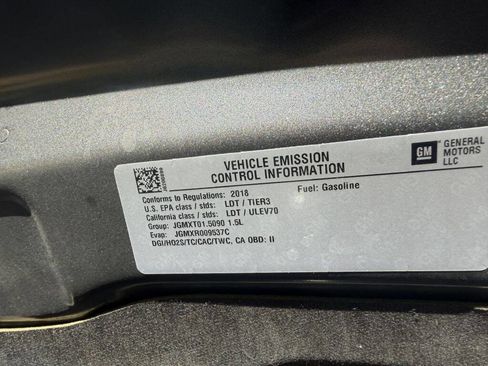 VEHICLE EMISSION
CONTROL INFORMATION
GM
GENERAL
MOTORS
LLC
Conforms to Regulations: 2018
Fuel: Gasoline
U.S. EPA class / stds: LDT / TIER3
California class / stds: LDT / ULEV70
Group: JGMXT01.5090 1.5L
Evap: JGMXR009537C
DGI/HO2S/TC/CAC/TWC, CA OBD: II